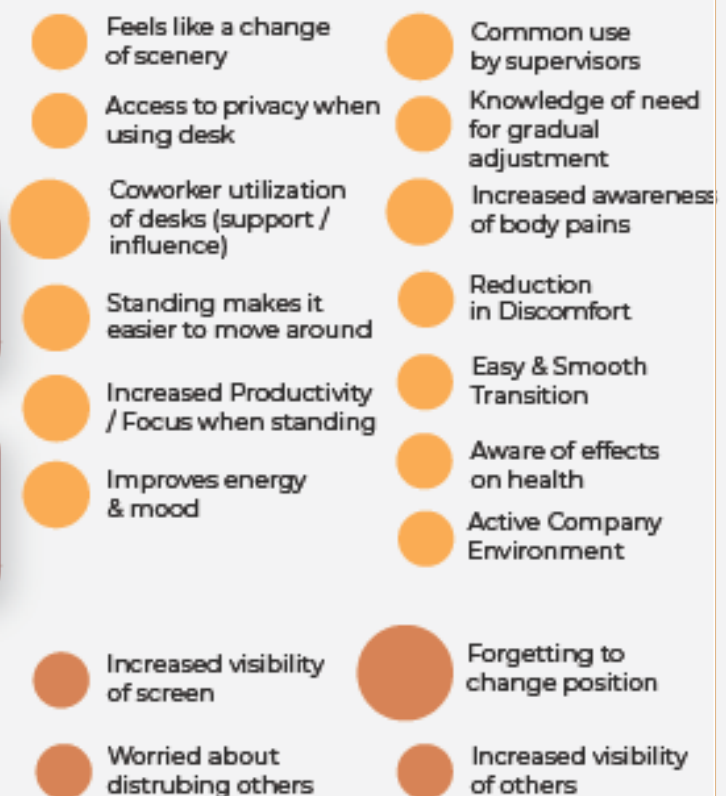 Feels like a change
of scenery
Access to privacy when
using desk
Coworker utilization
of desks (support /
influence)
Standing makes it
easier to move around
Increased Productivity
/ Focus when standing
Improves energy
& mood
Common use
by supervisors
Knowledge of need
for gradual
adjustment
Increased awareness
of body pains
Reduction
in Discomfort
Easy & Smooth
Transition
Aware of effects
on health
Active Company
Environment
Increased visibility
of screen
Worried about
distrubing others
Forgetting to
change position
Increased visibility
of others